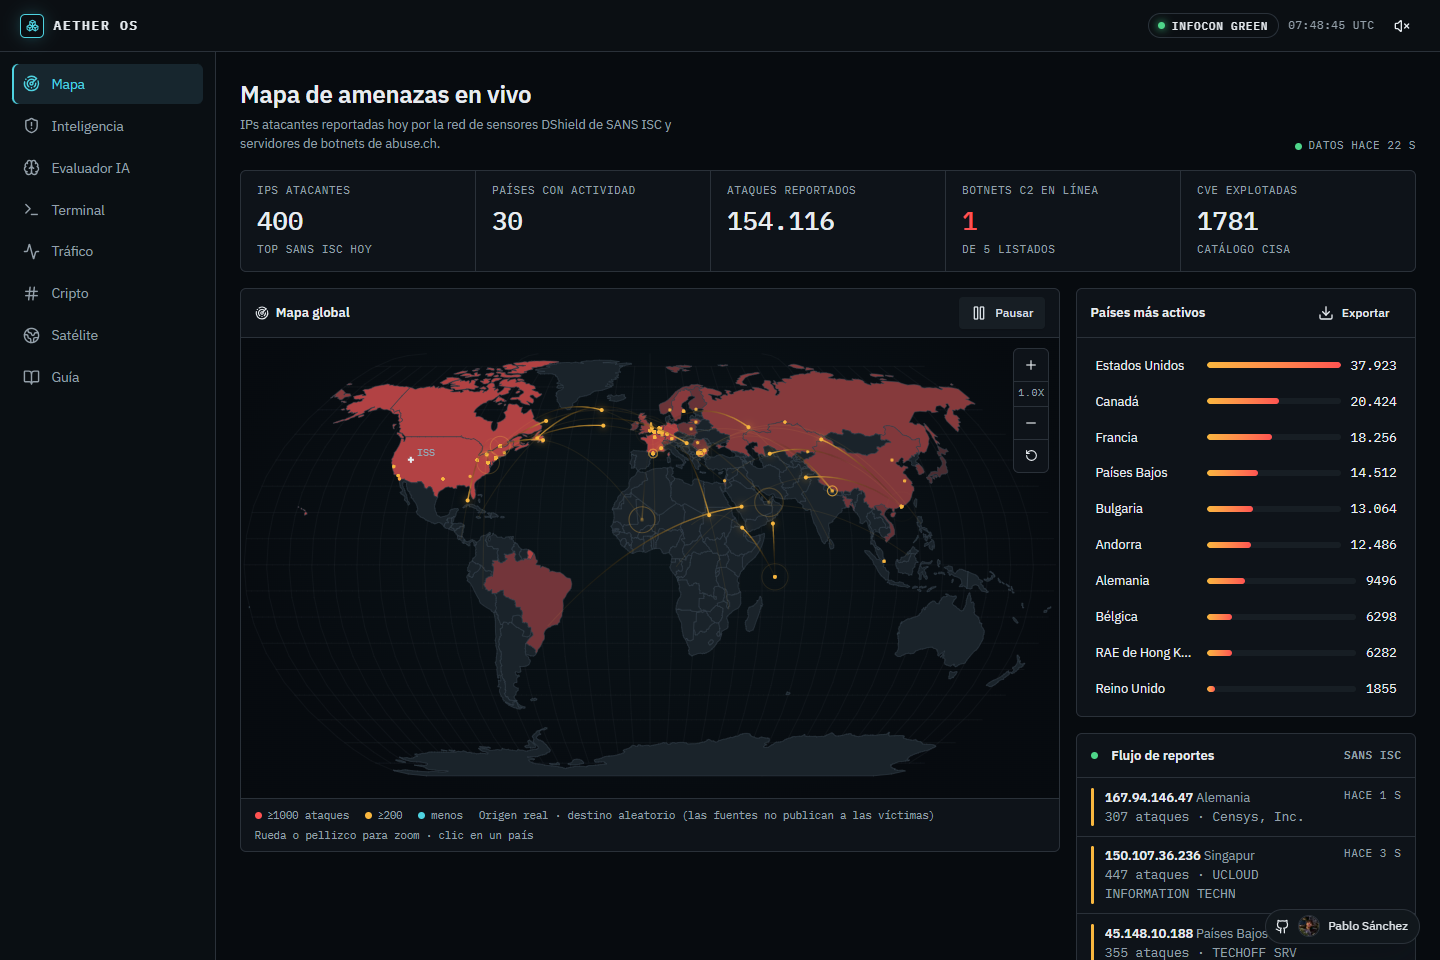 AETHER OS
INFOCON GREEN
07:48:45 UTC
Mapa
Inteligencia
Evaluador IA
Terminal
Tráfico
Cripto
Satélite
Guía
Mapa de amenazas en vivo
IPs atacantes reportadas hoy por la red de sensores DShield de SANS ISC y
servidores de botnets de abuse.ch.
DATOS HACE 22 S
IPS ATACANTES
400
TOP SANS ISC HOY
PAÍSES CON ACTIVIDAD
30
ATAQUES REPORTADOS
154.116
BOTNETS C2 EN LÍNEA
1
DE 5 LISTADOS
CVE EXPLOTADAS
1781
CATÁLOGO CISA
Mapa global
Pausar
1.0X
ISS
≥1000 ataques
≥200
menos
Origen real · destino aleatorio (las fuentes no publican a las víctimas)
Rueda o pellizco para zoom · clic en un país
Países más activos
Exportar
Estados Unidos 37.923
Canadá 20.424
Francia 18.256
Países Bajos 14.512
Bulgaria 13.064
Andorra 12.486
Alemania 9496
Bélgica 6298
RAE de Hong K... 6282
Reino Unido 1855
Flujo de reportes
SANS ISC
167.94.146.47 Alemania
HACE 1 S
307 ataques · Censys, Inc.
150.107.36.236 Singapur
HACE 3 S
447 ataques · UCLOUD
INFORMATION TECHN
45.148.10.188 Países Bajos
355 ataques · TECHOFF SRV
Pablo Sánchez